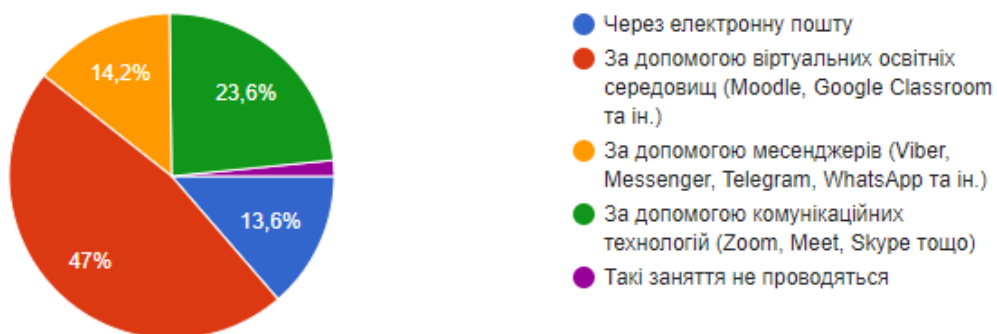 14,2%
23,6%
13,6%
47%
Через електронну пошту
За допомогою віртуальних освітніх
середовищ (Moodle, Google Classroom
та ін.)
За допомогою месенджерів (Viber,
Messenger, Telegram, WhatsApp та ін.)
За допомогою комунікаційних
технологій (Zoom, Meet, Skype тощо)
Такі заняття не проводяться